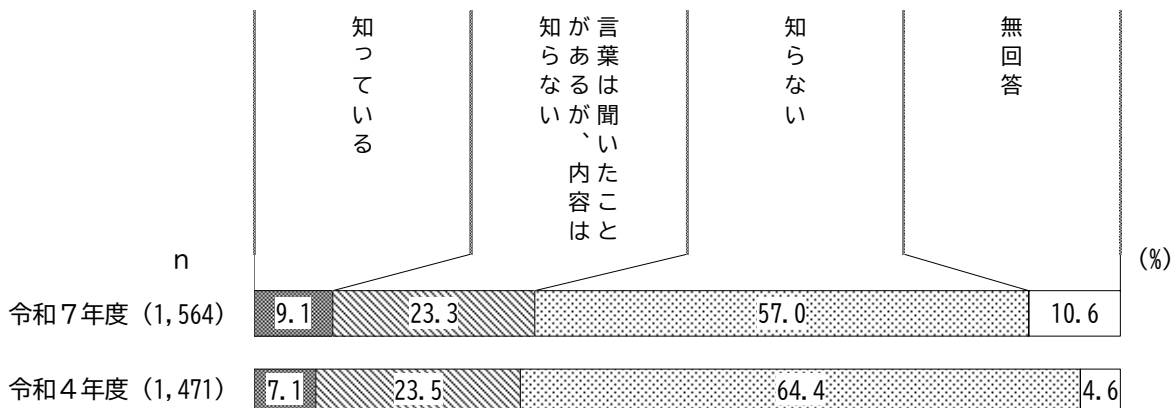 知っている
言葉は聞いたこと
があるが、内容は
知らない
知らない
無回答
n
(%)
令和７年度 (1,564)
9.1
23.3
57.0
10.6
令和４年度 (1,471)
7.1
23.5
64.4
4.6